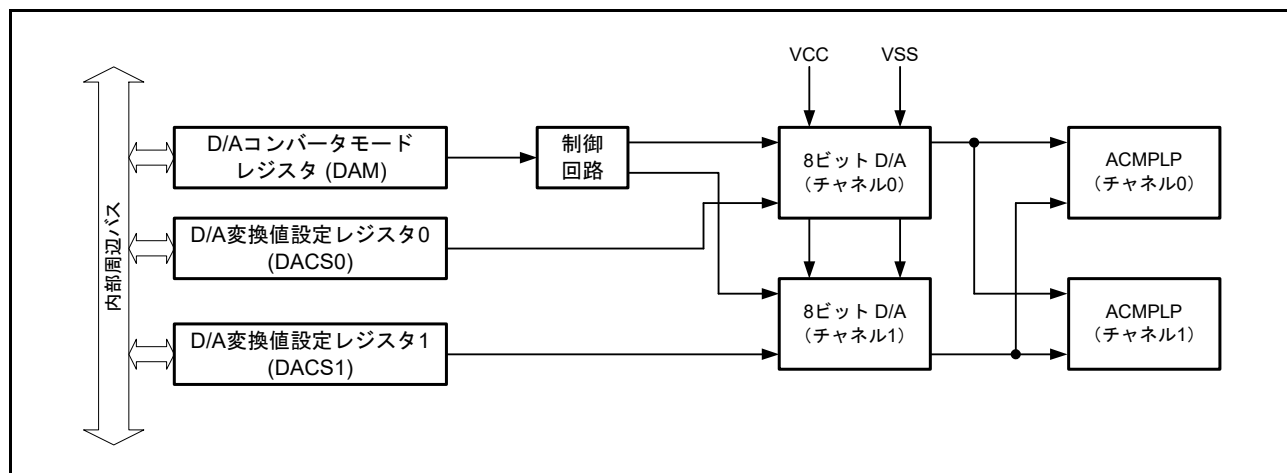 VCC
VSS
D/Aコンバータモード
レジスタ (DAM)
制御
回路
8ビット D/A
（チャネル0）
ACMPLP
（チャネル0）
D/A変換値設定レジスタ0
(DACS0)
内部周辺バス
8ビット D/A
（チャネル1）
ACMPLP
（チャネル1）
D/A変換値設定レジスタ1
(DACS1)